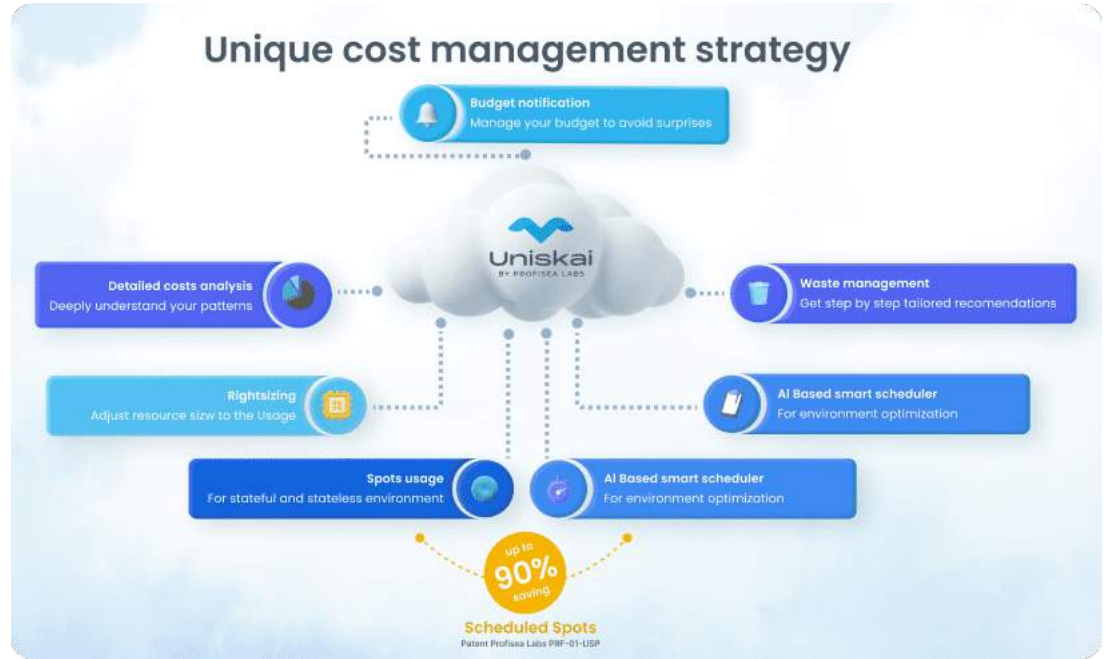 Unique cost management strategy
Budget notification
Manage your budget to avoid surprises
Uniskai
BY PROFISEA LABS
Detailed costs analysis
Deeply understand your patterns
Waste management
Get step by step tailored recomendations
Rightsizing
Adjust resource sizw to the Usage
AI Based smart scheduler
For environment optimization
Spots usage
For stateful and stateless environment
AI Based smart scheduler
For environment optimization
up to
90%
saving
Scheduled Spots
Patent Profisea Labs PRF-01-USP